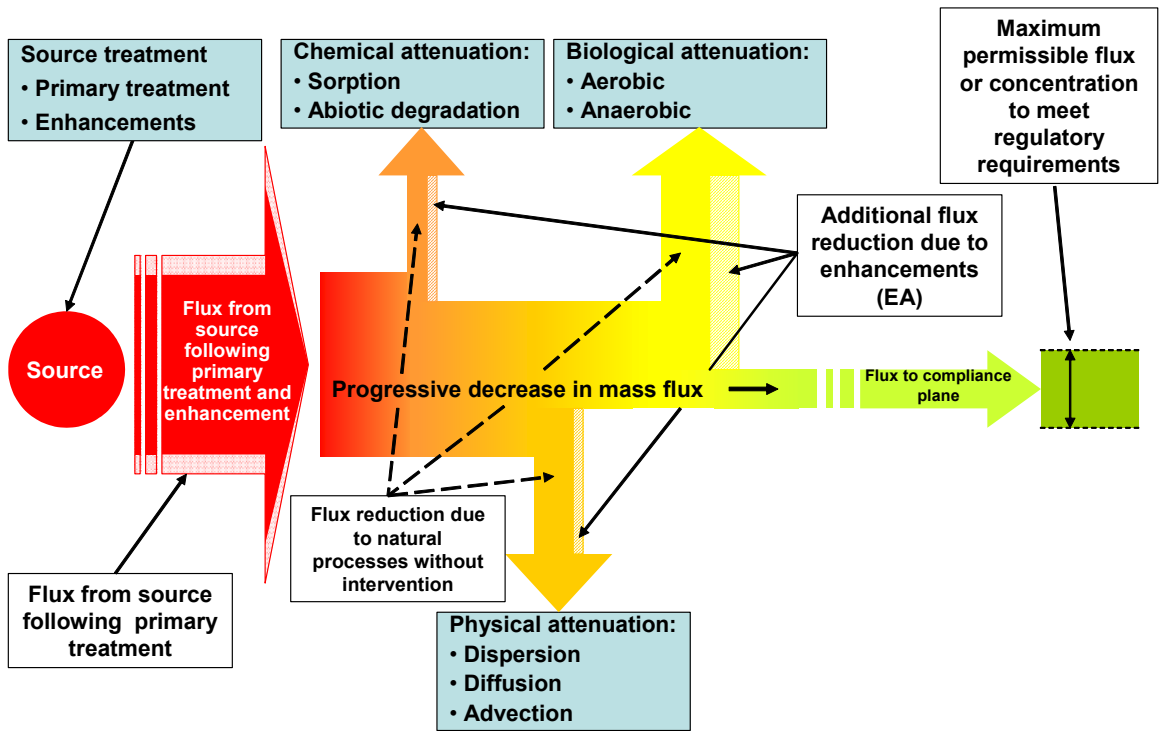 Source treatment
• Primary treatment
• Enhancements
Chemical attenuation:
• Sorption
• Abiotic degradation
Biological attenuation:
• Aerobic
• Anaerobic
Maximum
permissible flux
or concentration
to meet
regulatory
requirements
Additional flux
reduction due to
enhancements
(EA)
Source
Flux from
source
following
primary
treatment and
enhancement
Progressive decrease in mass flux
Flux to compliance
plane
Flux reduction due
to natural
processes without
intervention
Flux from source
following primary
treatment
Physical attenuation:
• Dispersion
• Diffusion
• Advection